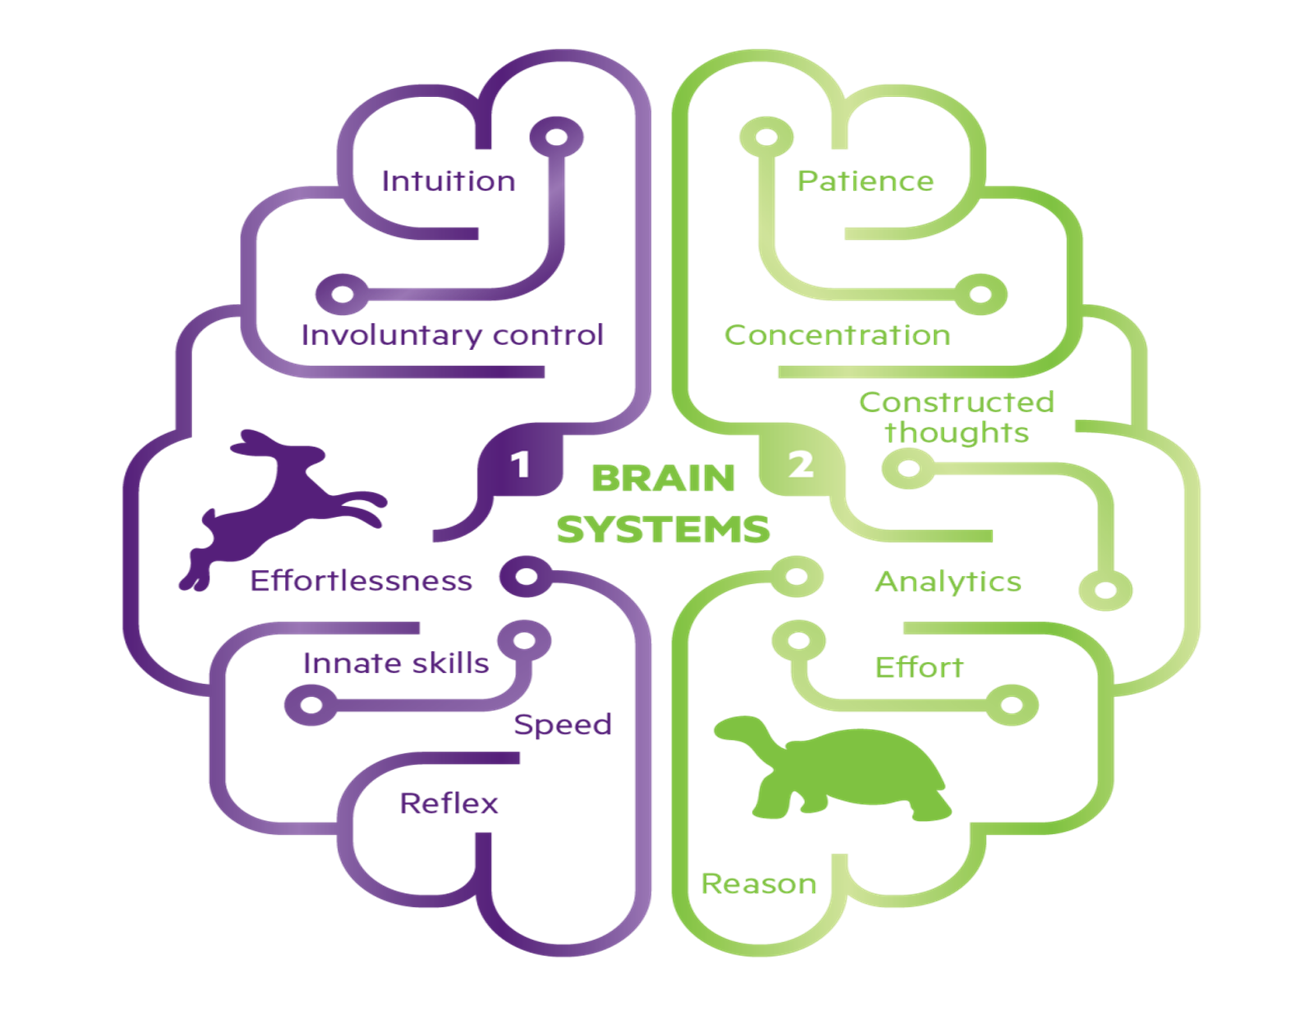 Intuition
Involuntary control
1
Effortlessness
Innate skills
Speed
Reflex
BRAIN
SYSTEMS
Patience
Concentration
Constructed
thoughts
2
Analytics
Effort
Reason